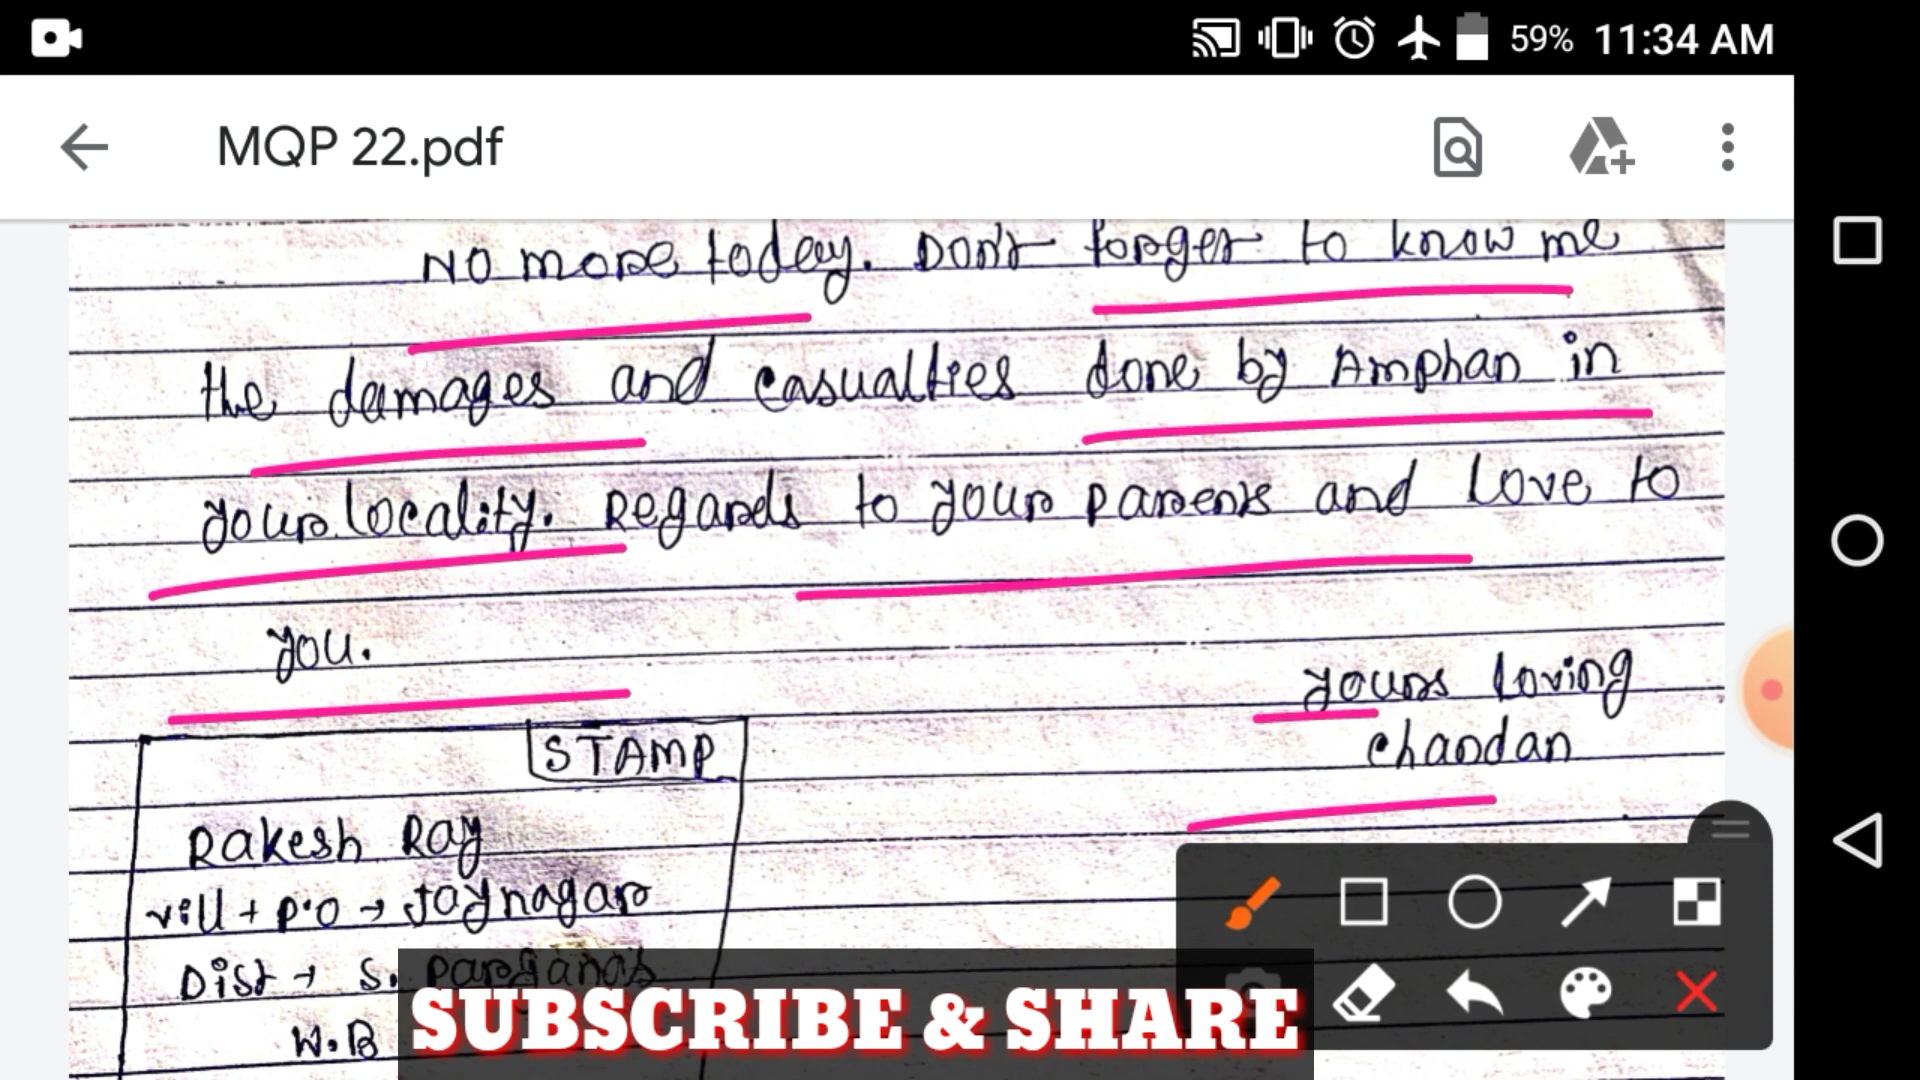 59% 11:34 AM
MQP 22.pdf
No more today. Don't forget to know me
the damages and casualties done by Amphan in
your locality. Regards to your parents and Love to
you.
yours loving
chandan
STAMP
Rakesh Ray
vill + P.O → Joynagar
Dist → S. Parganas
W.B
SUBSCRIBE & SHARE